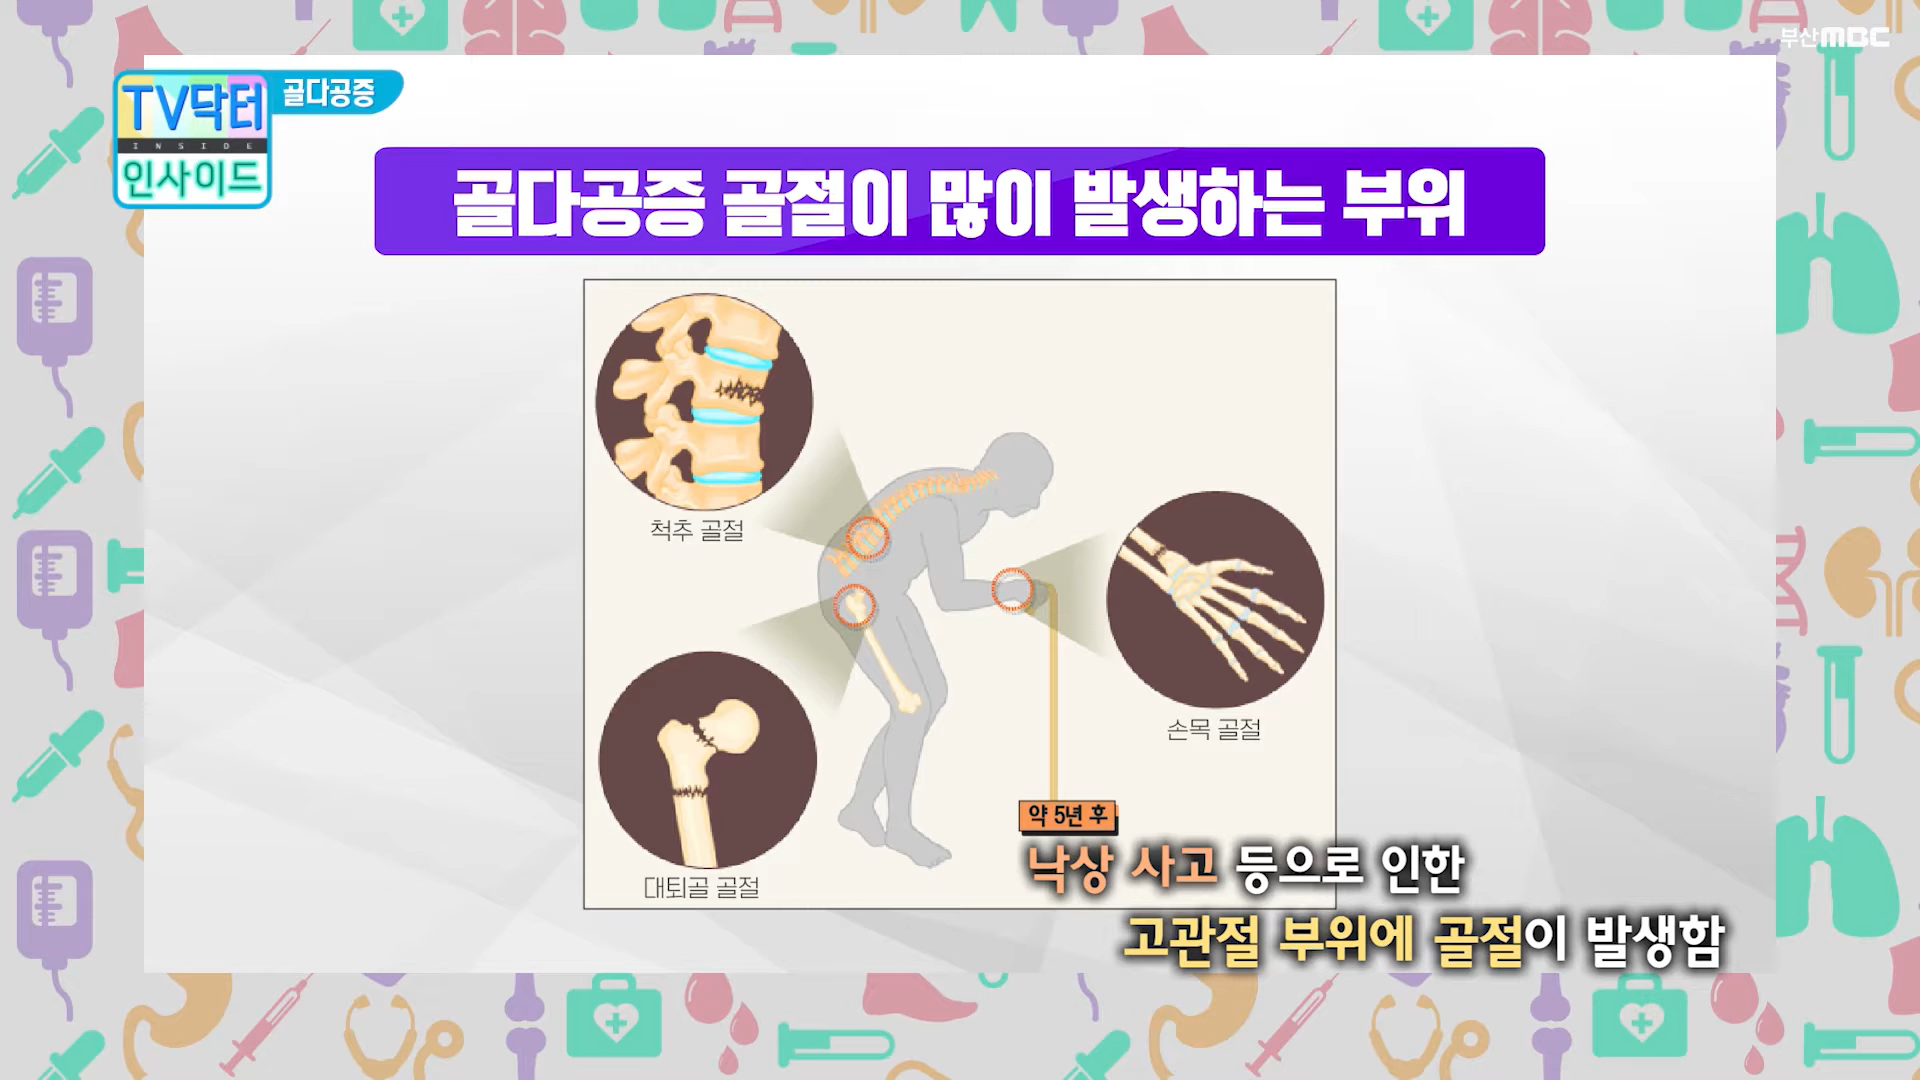 부산MBC
TV닥터
INSIDE
인사이드
골다공증
골다공증 골절이 많이 발생하는 부위
척추 골절
손목 골절
대퇴골 골절
약 5년 후
낙상 사고 등으로 인한
고관절 부위에 골절이 발생함